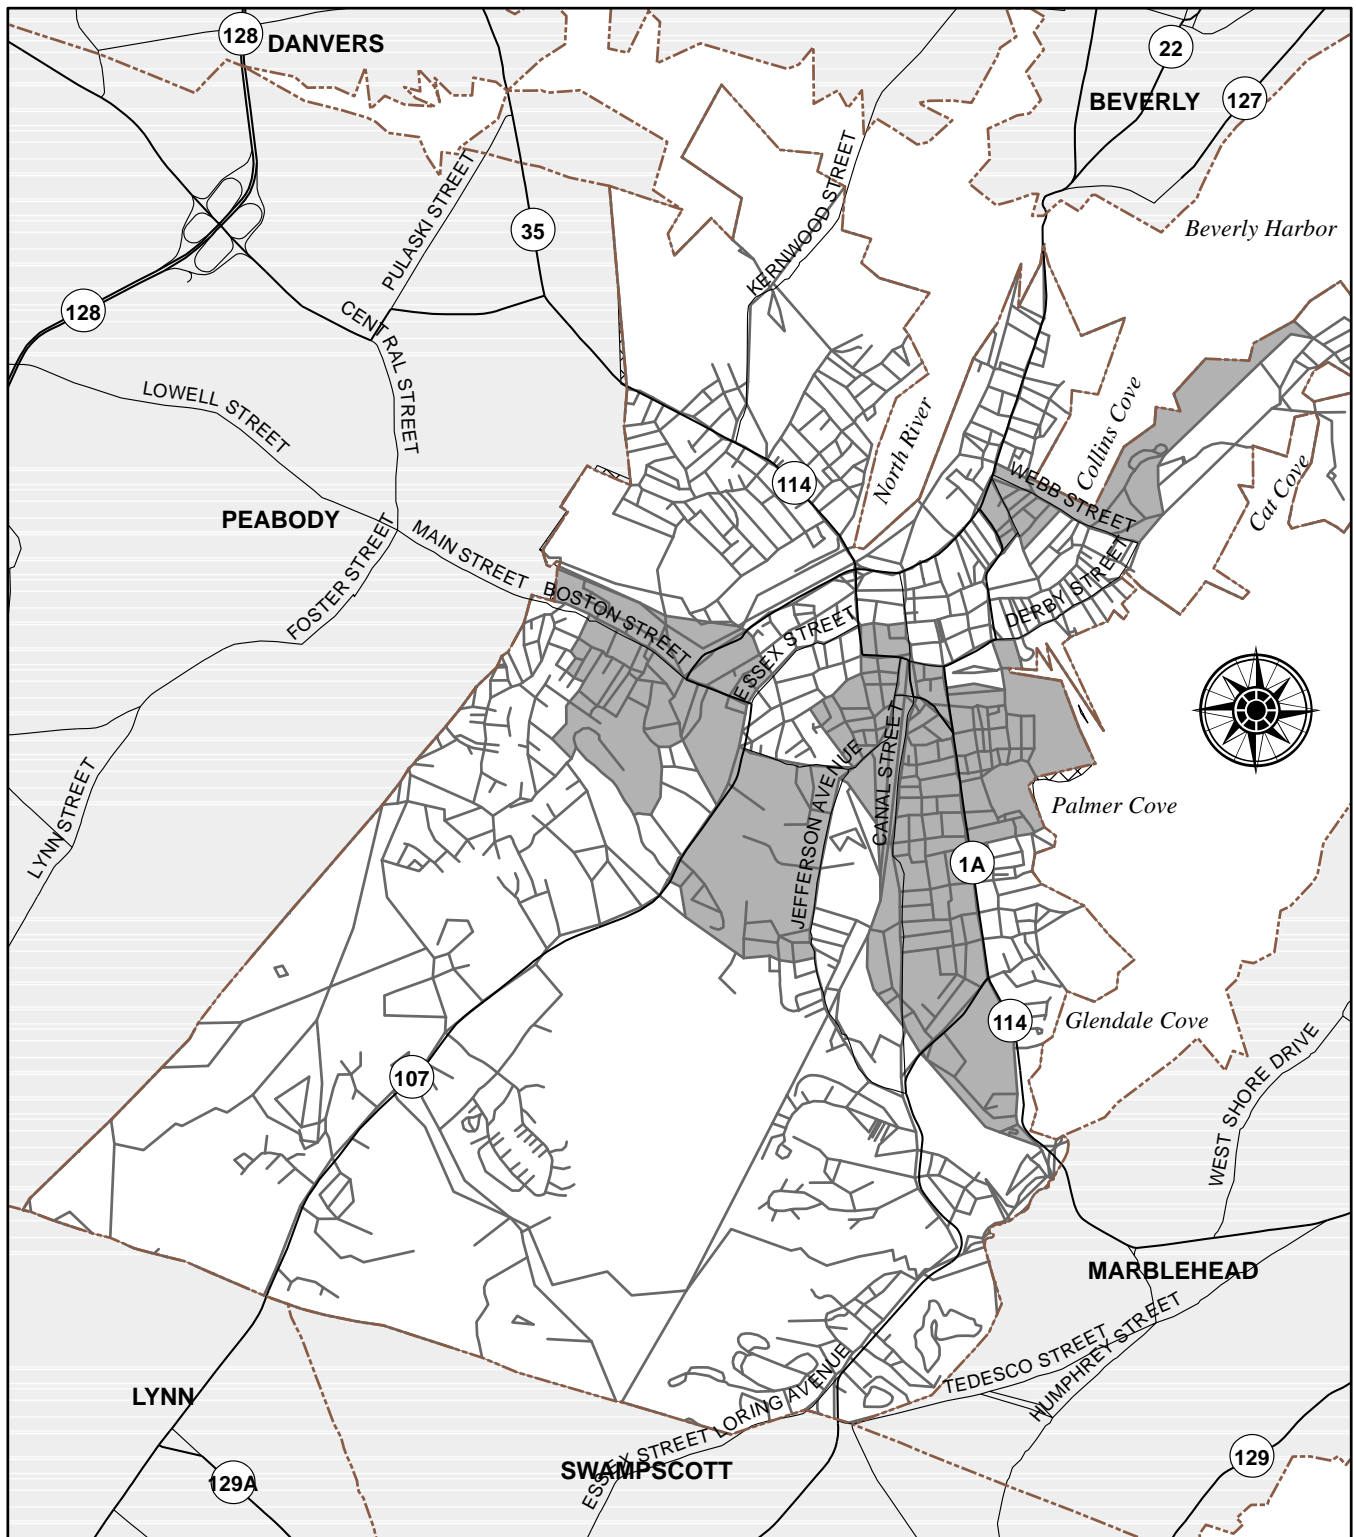 128
DANVERS
22
BEVERLY
127
KERNWOOD STREET
PULASKI STREET
35
Beverly Harbor
128
CENTRAL STREET
LOWELL STREET
North River
Collins Cove
WEBB STREET
Cat Cove
114
PEABODY
MAIN STREET
FOSTER STREET
BOSTON STREET
ESSEX STREET
DERBY STREET
JEFFERSON AVENUE
CANAL STREET
LYNN STREET
Palmer Cove
1A
114
Glendale Cove
107
WEST SHORE DRIVE
MARBLEHEAD
TEDESCO STREET
HUMPHREY STREET
LORING AVENUE
LYNN
ESSEX STREET
SWAMPSCOTT
129
129A